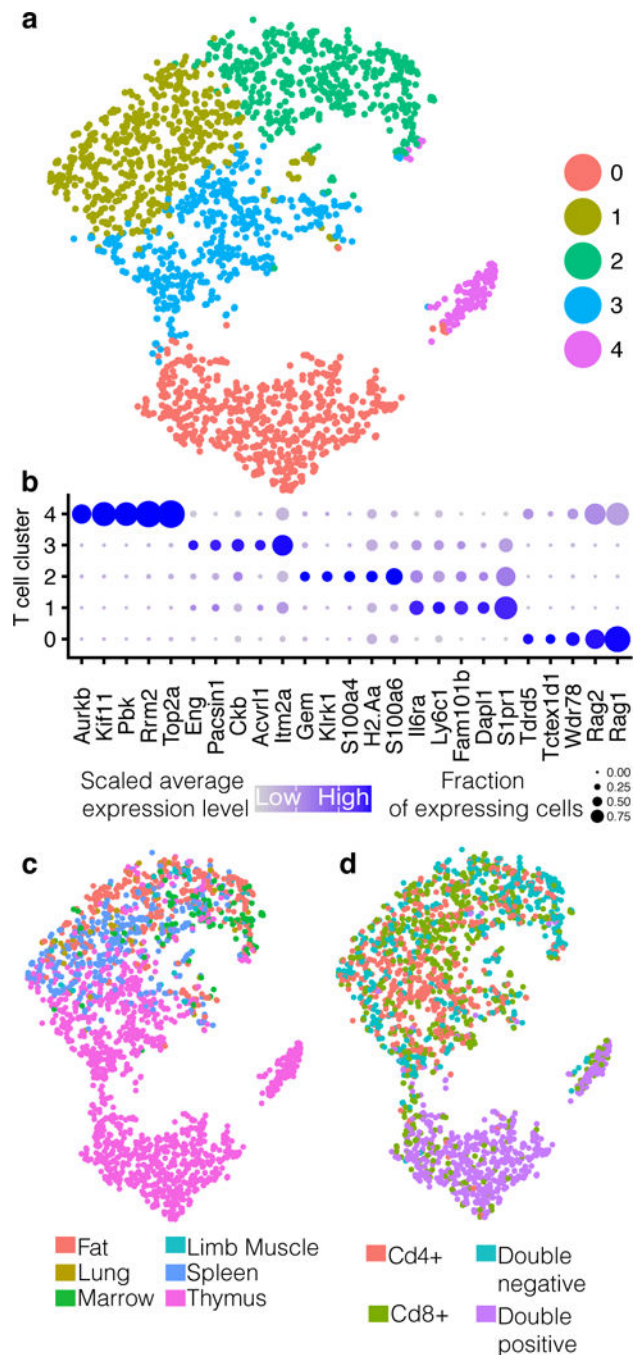 a
0
1
2
3
4
b
T cell cluster
4
3
2
1
0
Aurkb
Kif11
Pbk
Rrm2
Top2a
Eng
Pacsin1
Ckb
Acvrl1
Itm2a
Gem
Klrk1
S100a4
H2.Aa
S100a6
Il6ra
Ly6c1
Fam101b
Dapl1
S1pr1
Tdrd5
Tctex1d1
Wdr78
Rag2
Rag1
Scaled average
expression level
Low High
Fraction
of expressing cells
0.00
0.25
0.50
0.75
c
Fat
Lung
Marrow
Limb Muscle
Spleen
Thymus
d
Cd4+
Cd8+
Double
negative
Double
positive